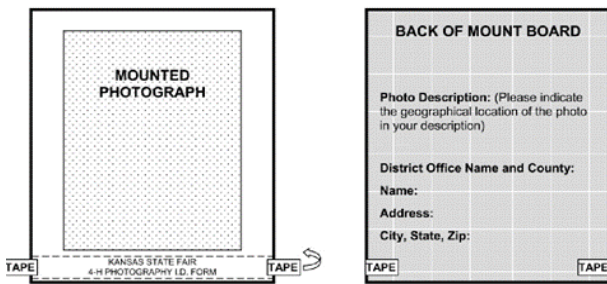 MOUNTED
PHOTOGRAPH
KANSAS STATE FAIR
4-H PHOTOGRAPHY I.D. FORM
TAPE
TAPE
BACK OF MOUNT BOARD
Photo Description: (Please indicate
the geographical location of the photo
in your description)
District Office Name and County:
Name:
Address:
City, State, Zip:
TAPE
TAPE